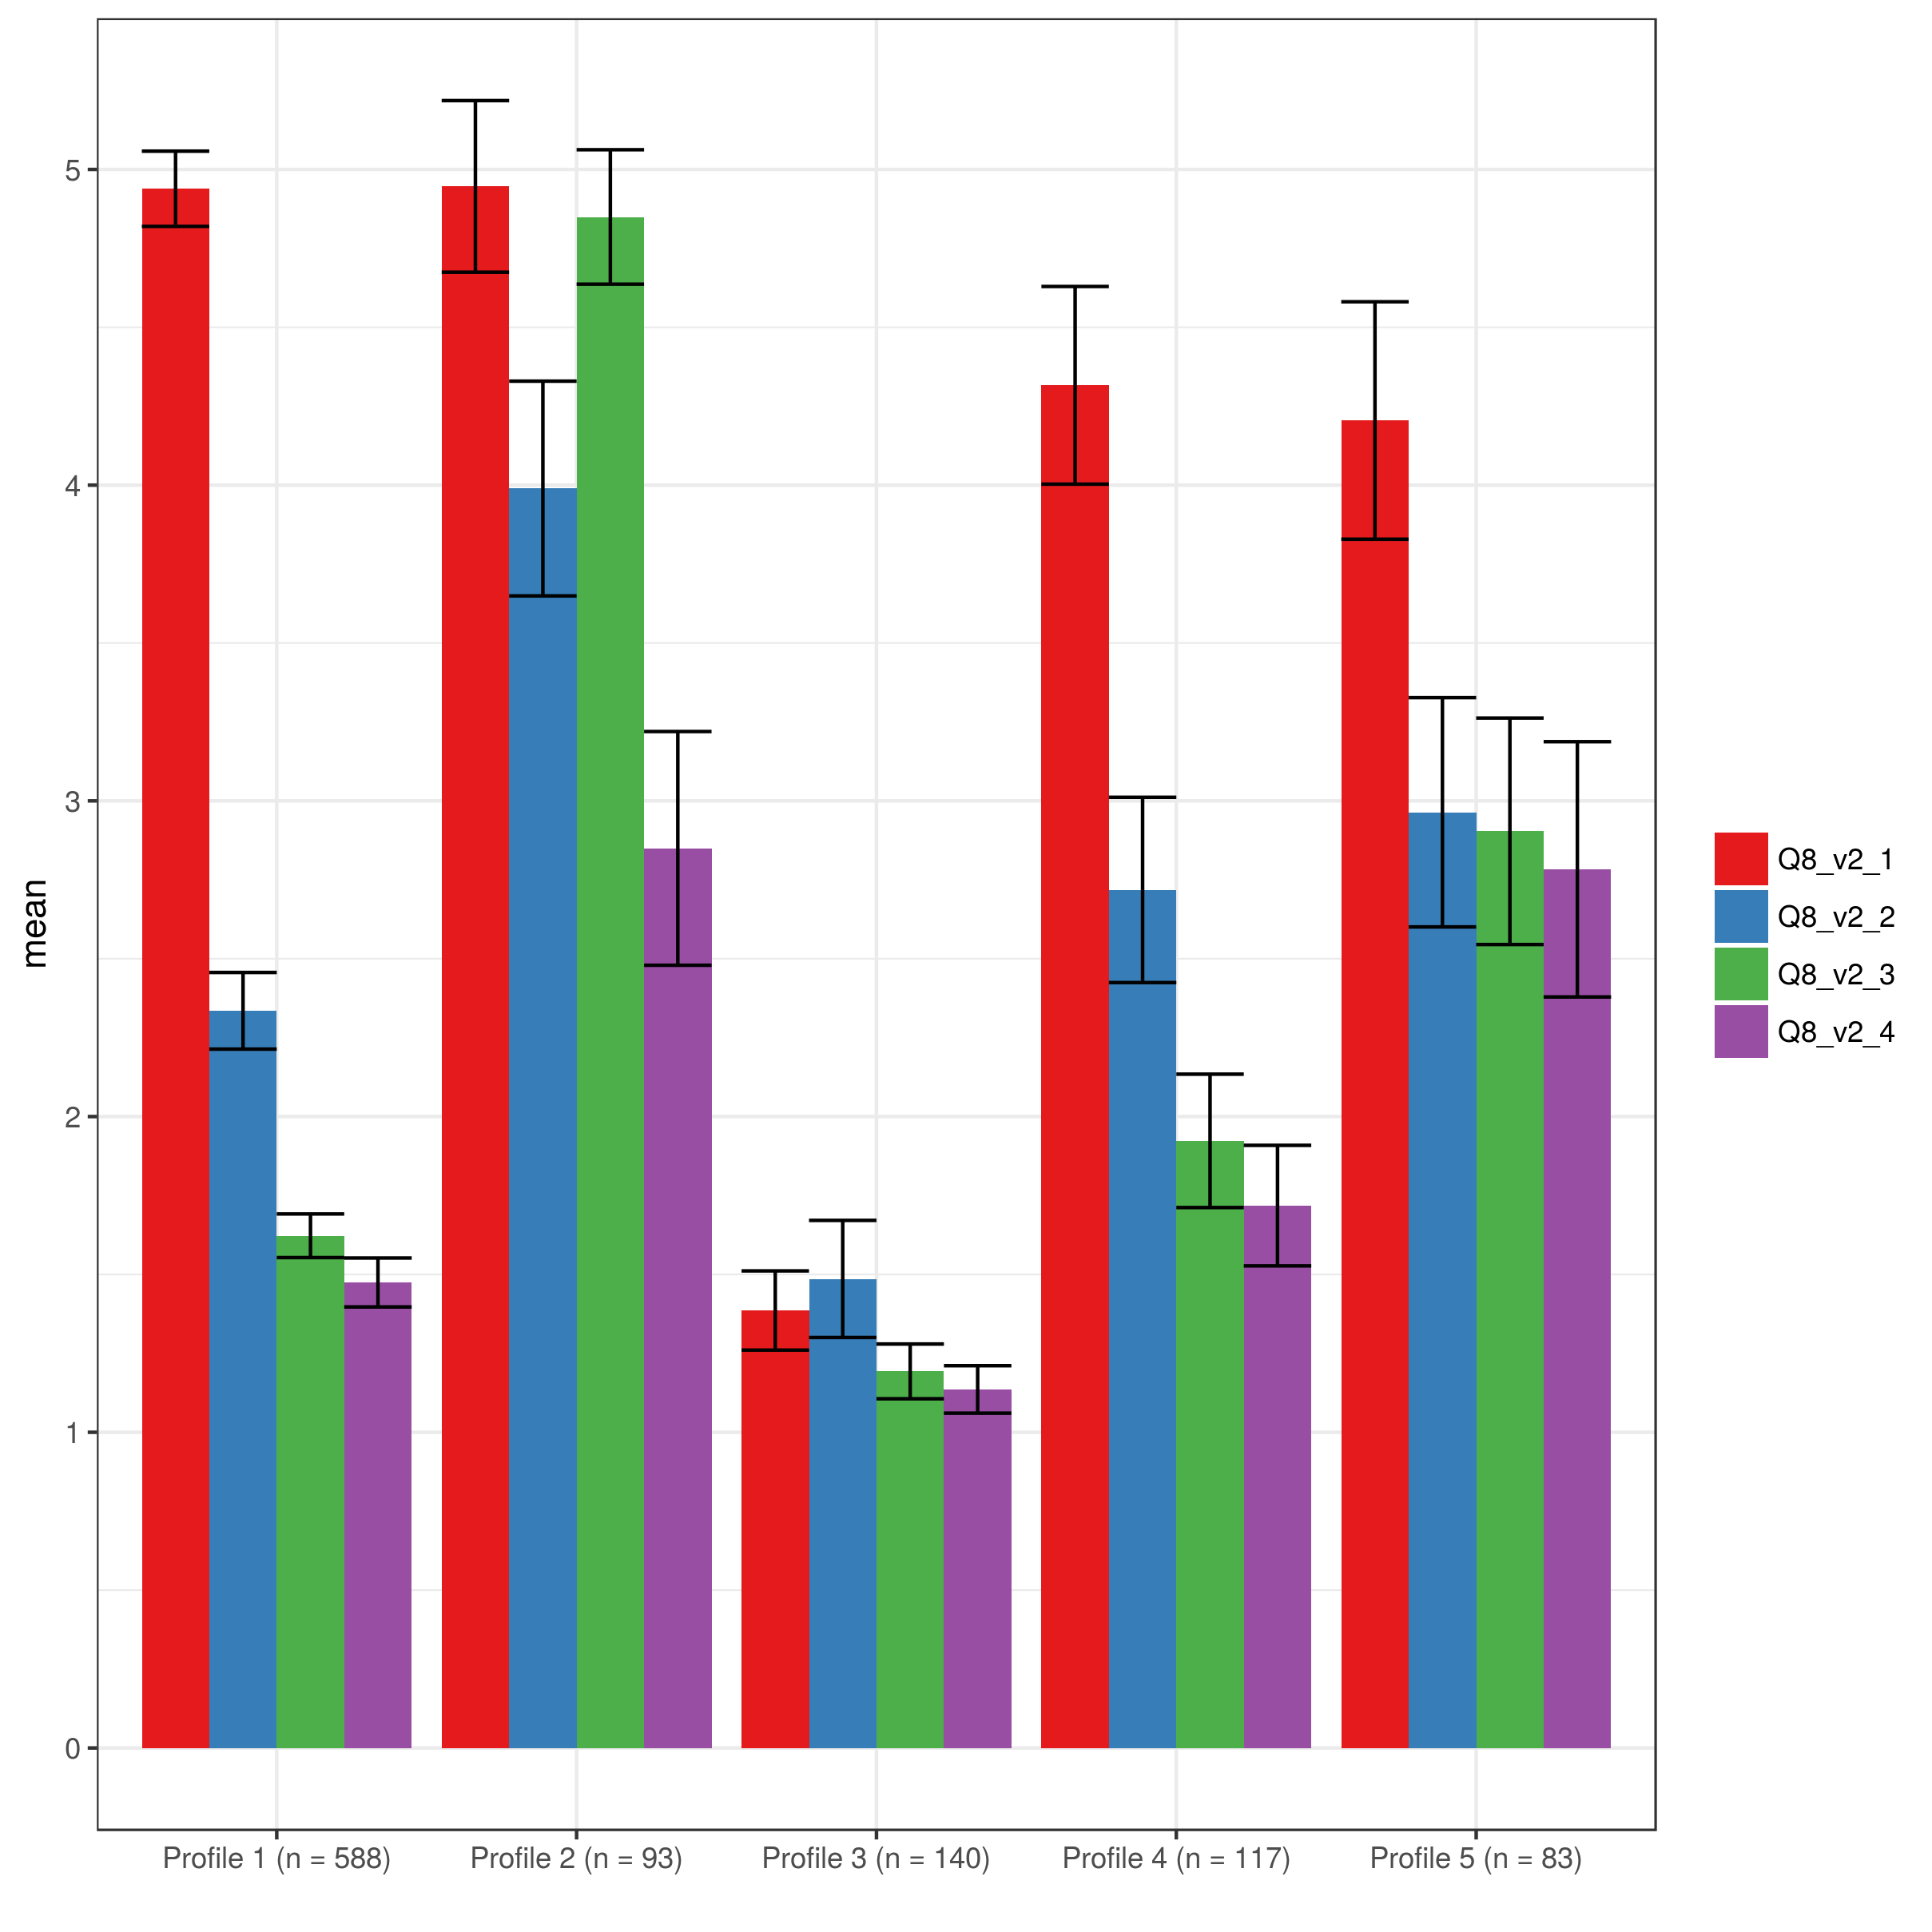 mean
5
4
3
2
1
0
Profile 1 (n = 588)
Profile 2 (n = 93)
Profile 3 (n = 140)
Profile 4 (n = 117)
Profile 5 (n = 83)
Q8_v2_1
Q8_v2_2
Q8_v2_3
Q8_v2_4